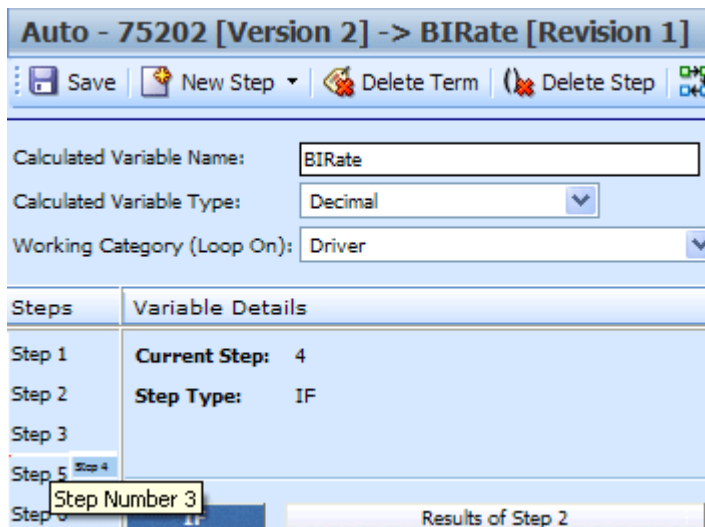 Auto - 75202 [Version 2] -> BIRate [Revision 1]
Save New Step Delete Term Delete Step
Calculated Variable Name: BIRate
Calculated Variable Type: Decimal
Working Category (Loop On): Driver
Steps Variable Details
Step 1 Current Step: 4
Step 2 Step Type: IF
Step 3
Step 5 Step 4
Step Number 3
Step 6 IF Results of Step 2